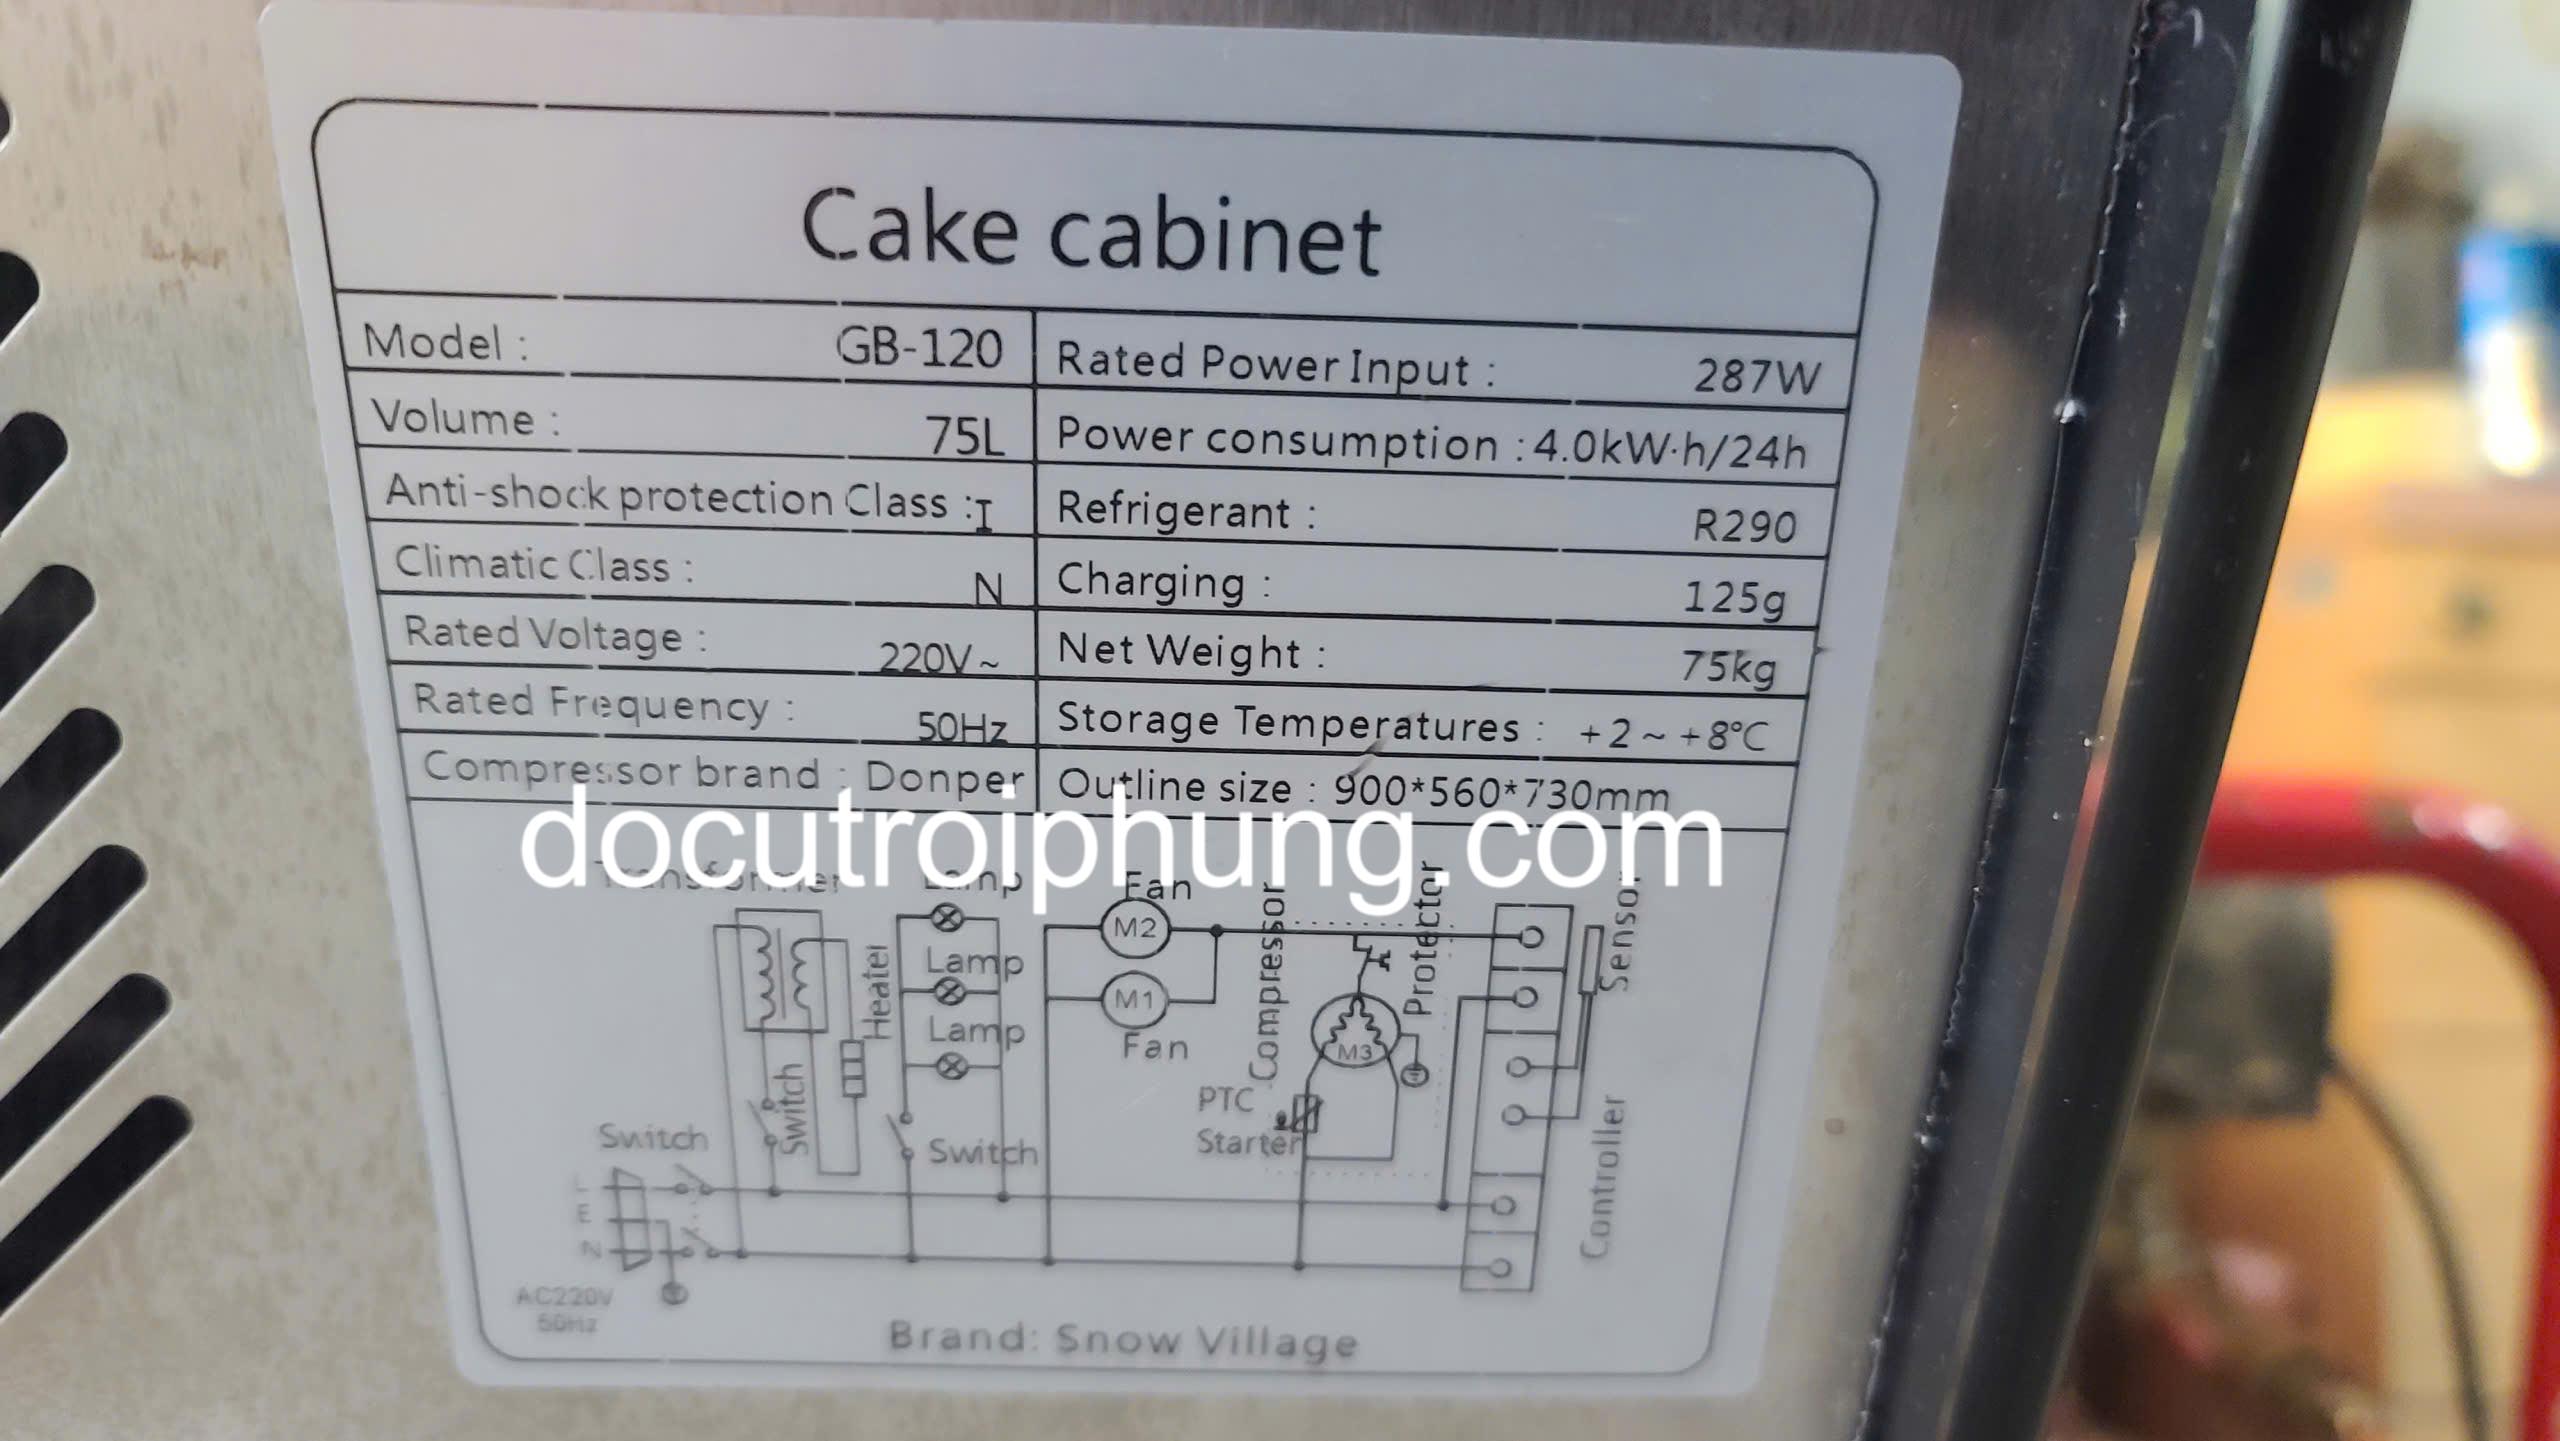 Cake cabinet
Model : GB-120
Rated Power Input : 287W
Volume : 75L
Power consumption : 4.0kW·h/24h
Anti-shock protection Class : I
Refrigerant : R290
Climatic Class : N
Charging : 125g
Rated Voltage : 220V~
Net Weight : 75kg
Rated Frequency : 50Hz
Storage Temperatures : +2 ~ +8℃
Compressor brand : Donper
Outline size : 900*560*730mm
docutroiphung.com
Transformer
Lamp
Fan
M2
Compressor
Protector
Sensor
Heater
Lamp
M1
Lamp
Fan
M3
PTC
Starter
Switch
Switch
Switch
Controller
L
E
N
AC220V
50Hz
Brand: Snow Village